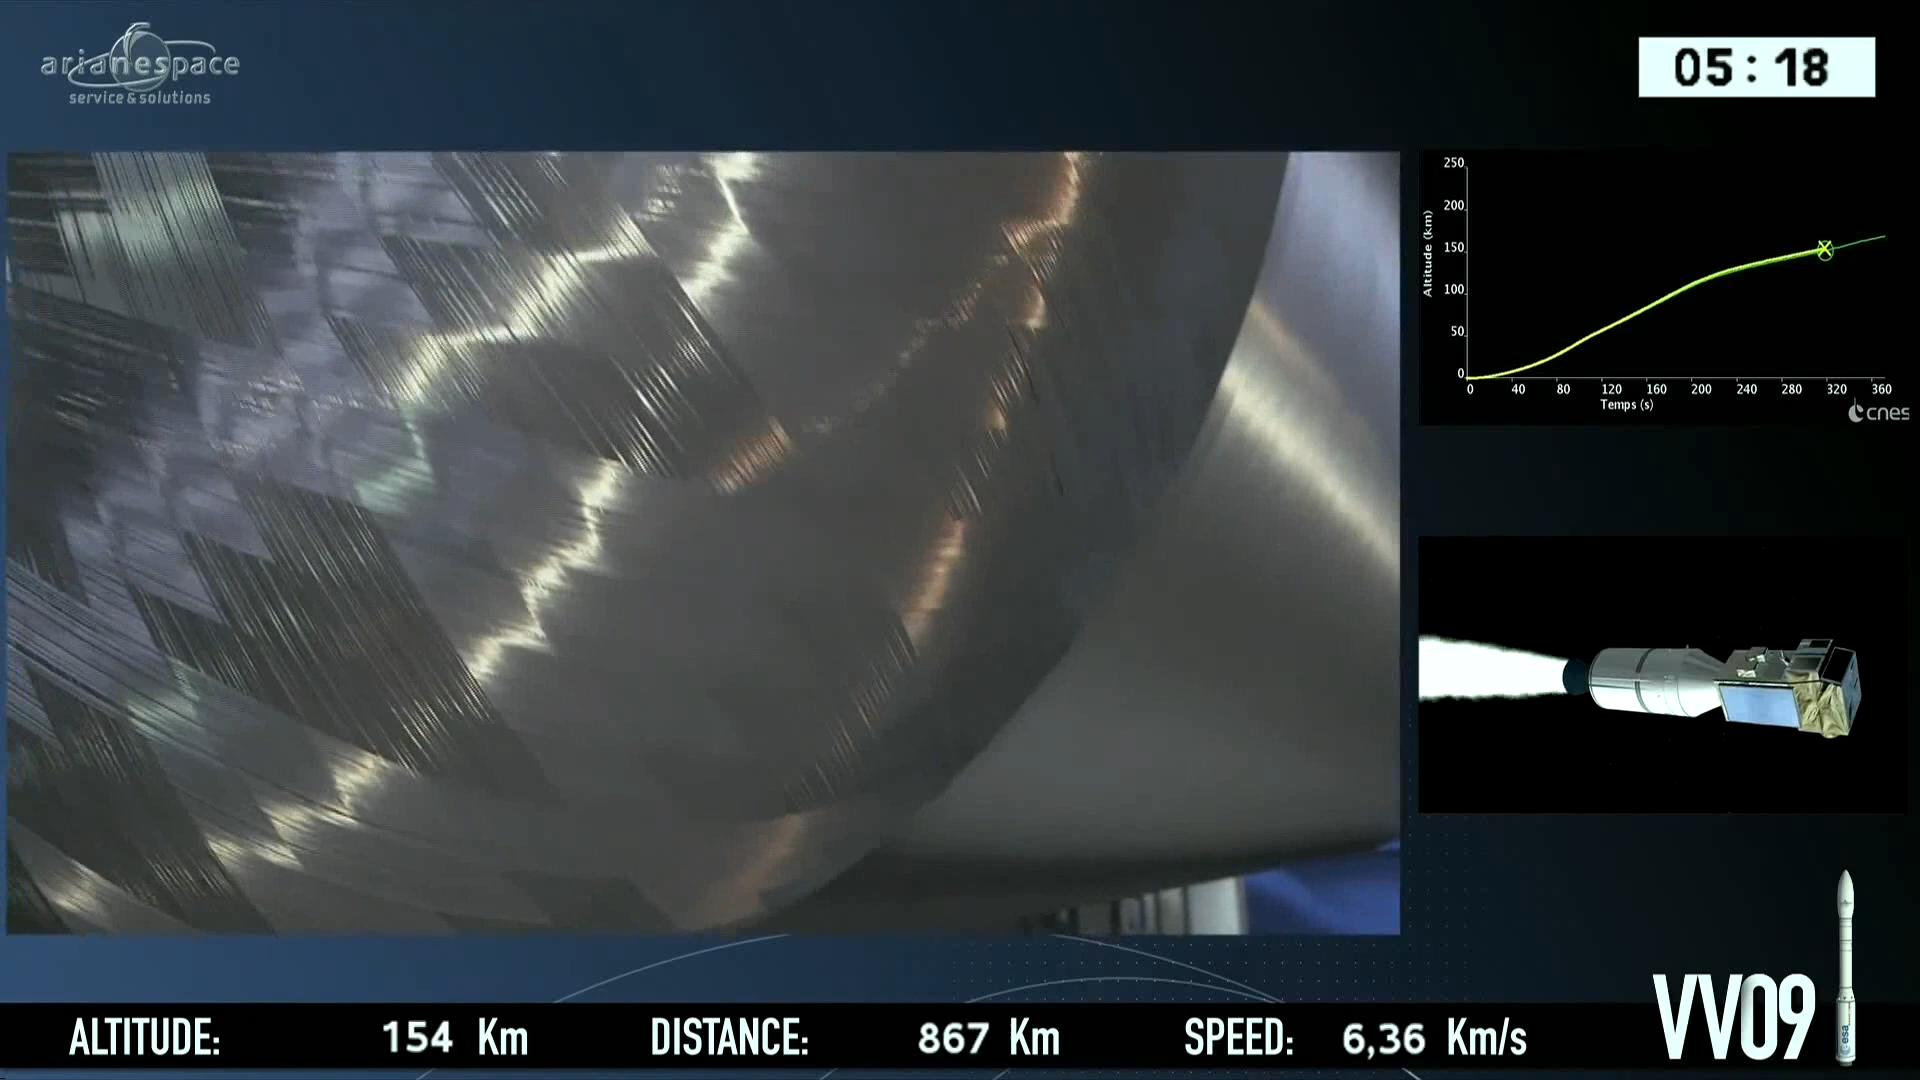 arianespace
service & solutions
05 : 18
250
200
150
100
50
0
Altitude (km)
0 40 80 120 160 200 240 280 320 360
Temps (s)
cnes
VV09
esa
ALTITUDE: 154 Km DISTANCE: 867 Km SPEED: 6,36 Km/s